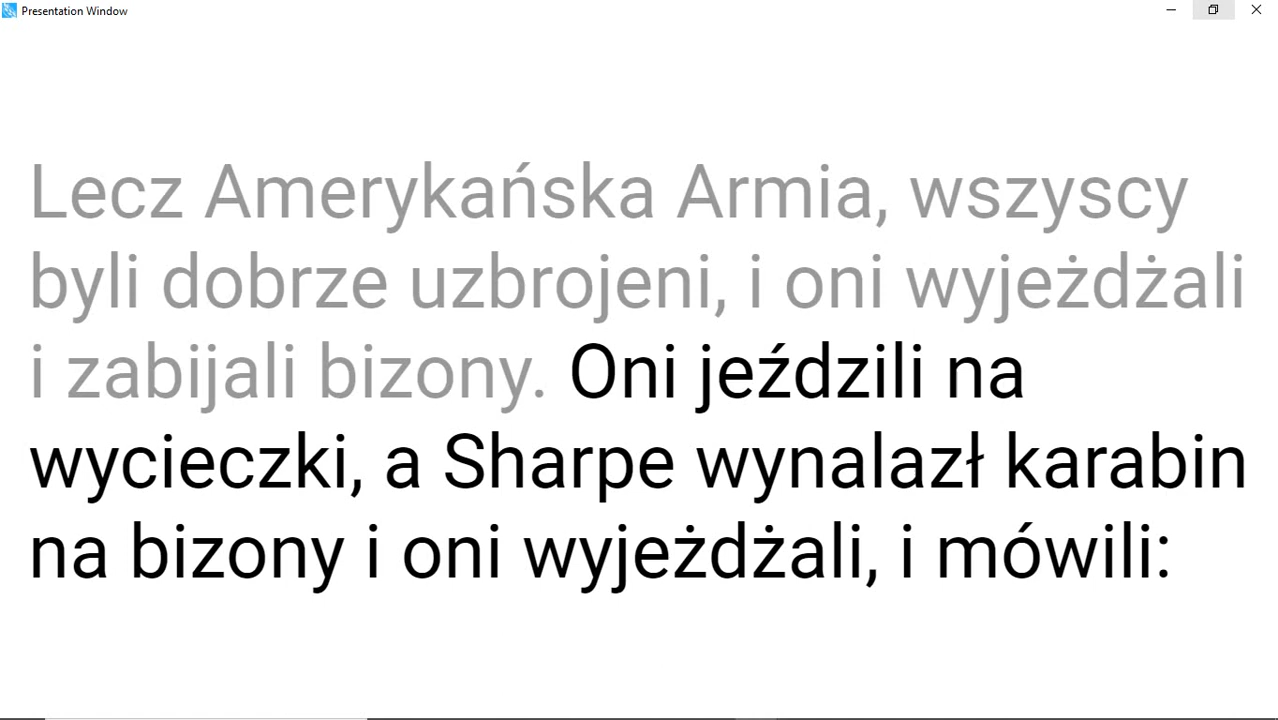 Presentation Window
Lecz Amerykańska Armia, wszyscy
byli dobrze uzbrojeni, i oni wyjeżdżali
i zabijali bizony. Oni jeździli na
wycieczki, a Sharpe wynalazł karabin
na bizony i oni wyjeżdżali, i mówili: